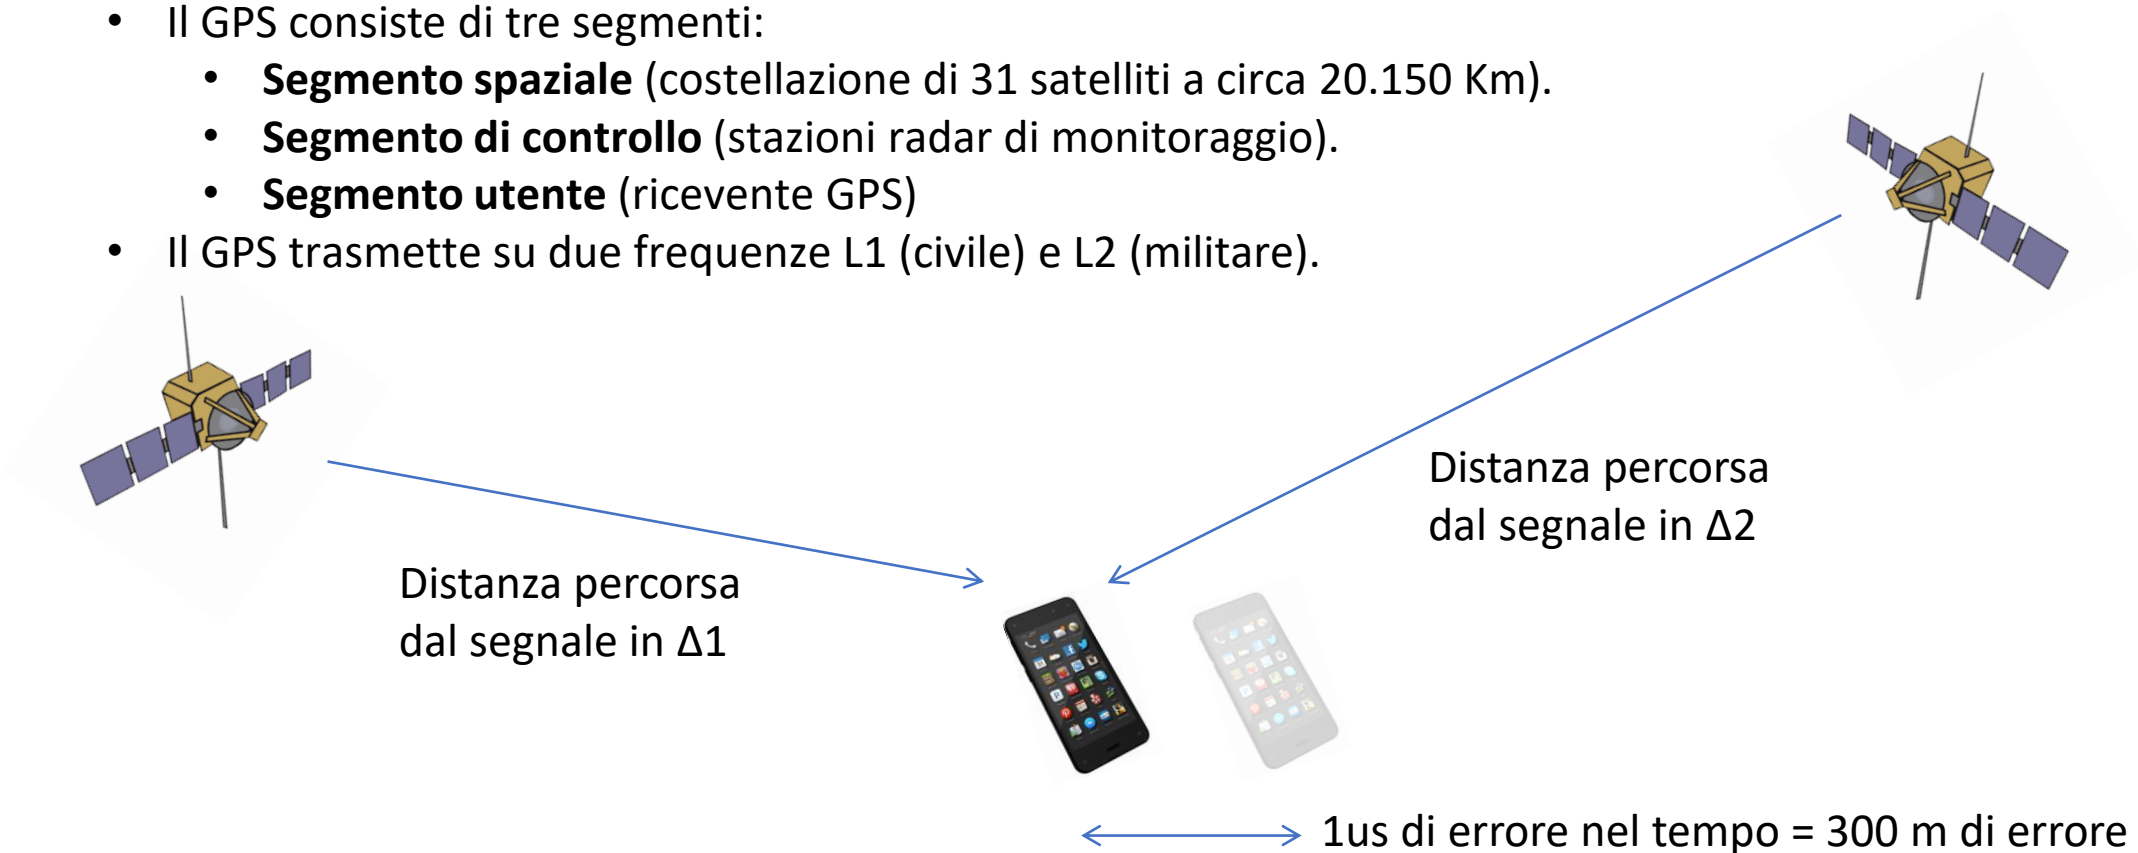 • Il GPS consiste di tre segmenti:
• Segmento spaziale (costellazione di 31 satelliti a circa 20.150 Km).
• Segmento di controllo (stazioni radar di monitoraggio).
• Segmento utente (ricevente GPS)
• Il GPS trasmette su due frequenze L1 (civile) e L2 (militare).
Distanza percorsa
dal segnale in Δ2
Distanza percorsa
dal segnale in Δ1
1us di errore nel tempo = 300 m di errore